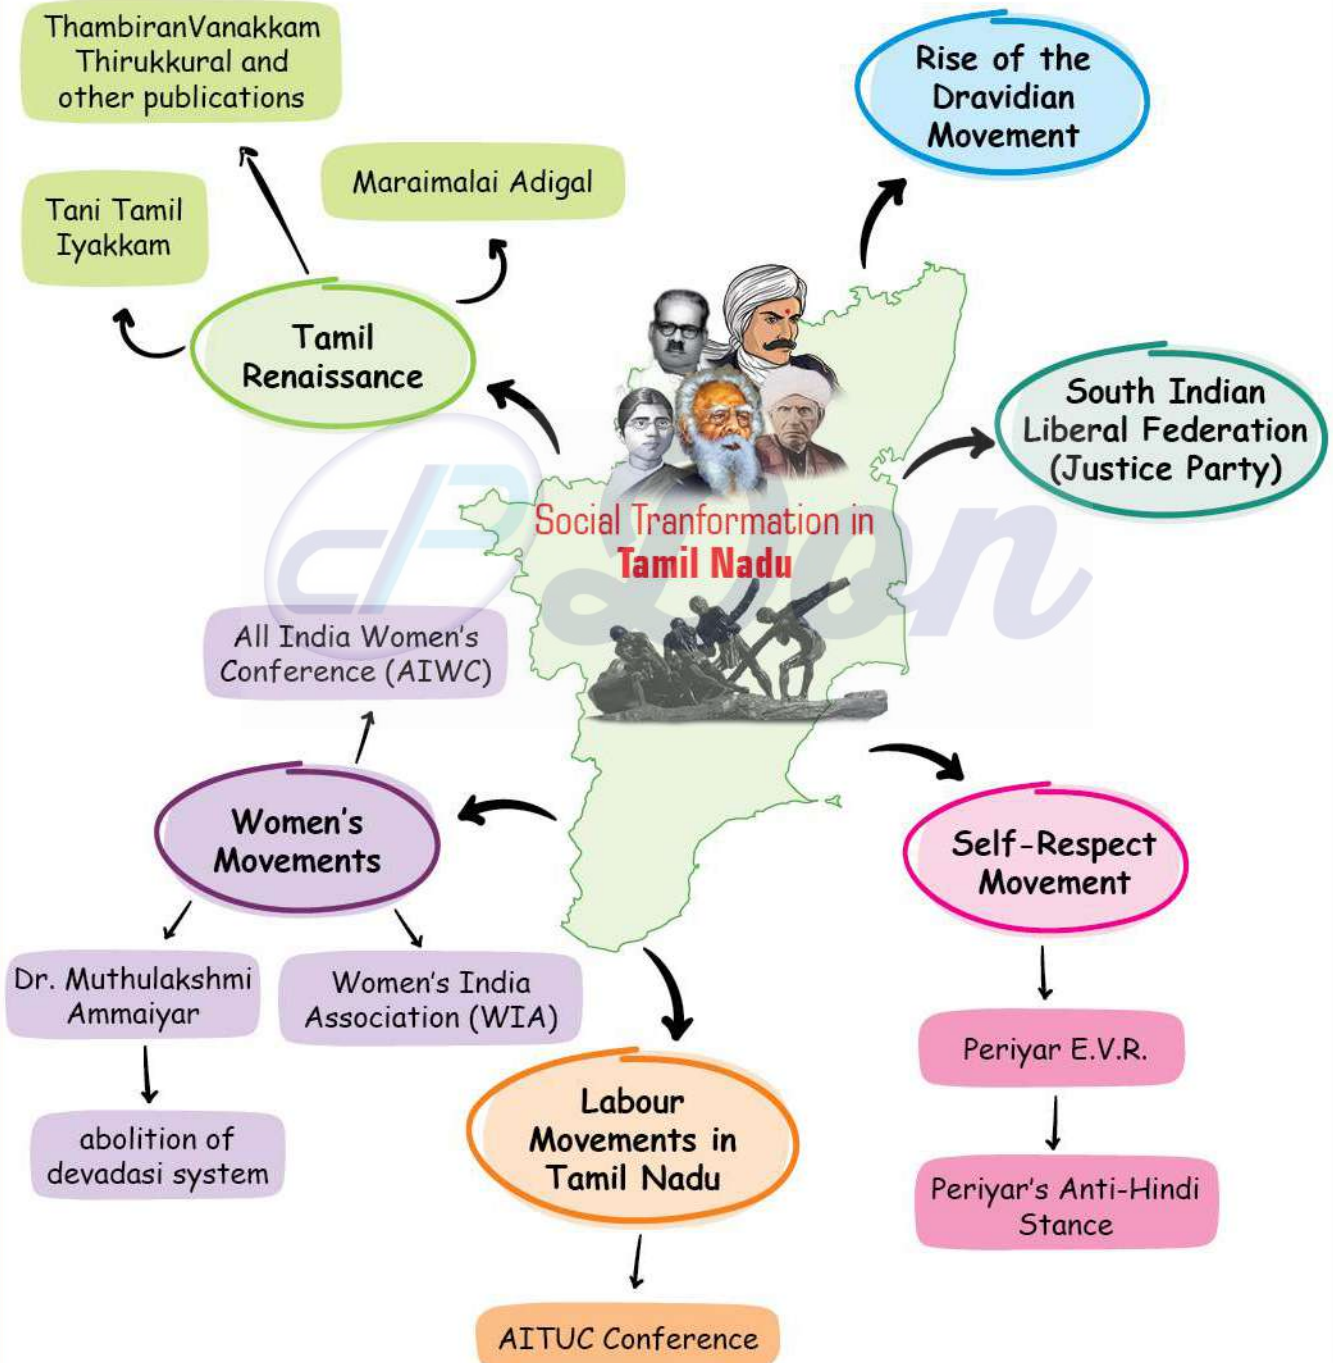 ThambiranVanakkam
Thirukkural and
other publications
Rise of the
Dravidian
Movement
Maraimalai Adigal
Tani Tamil
Iyakkam
Tamil
Renaissance
South Indian
Liberal Federation
(Justice Party)
Social Tranformation in
Tamil Nadu
Don
All India Women's
Conference (AIWC)
Women's
Movements
Self-Respect
Movement
Dr. Muthulakshmi
Ammaiyar
Women's India
Association (WIA)
Periyar E.V.R.
abolition of
devadasi system
Labour
Movements in
Tamil Nadu
Periyar's Anti-Hindi
Stance
AITUC Conference